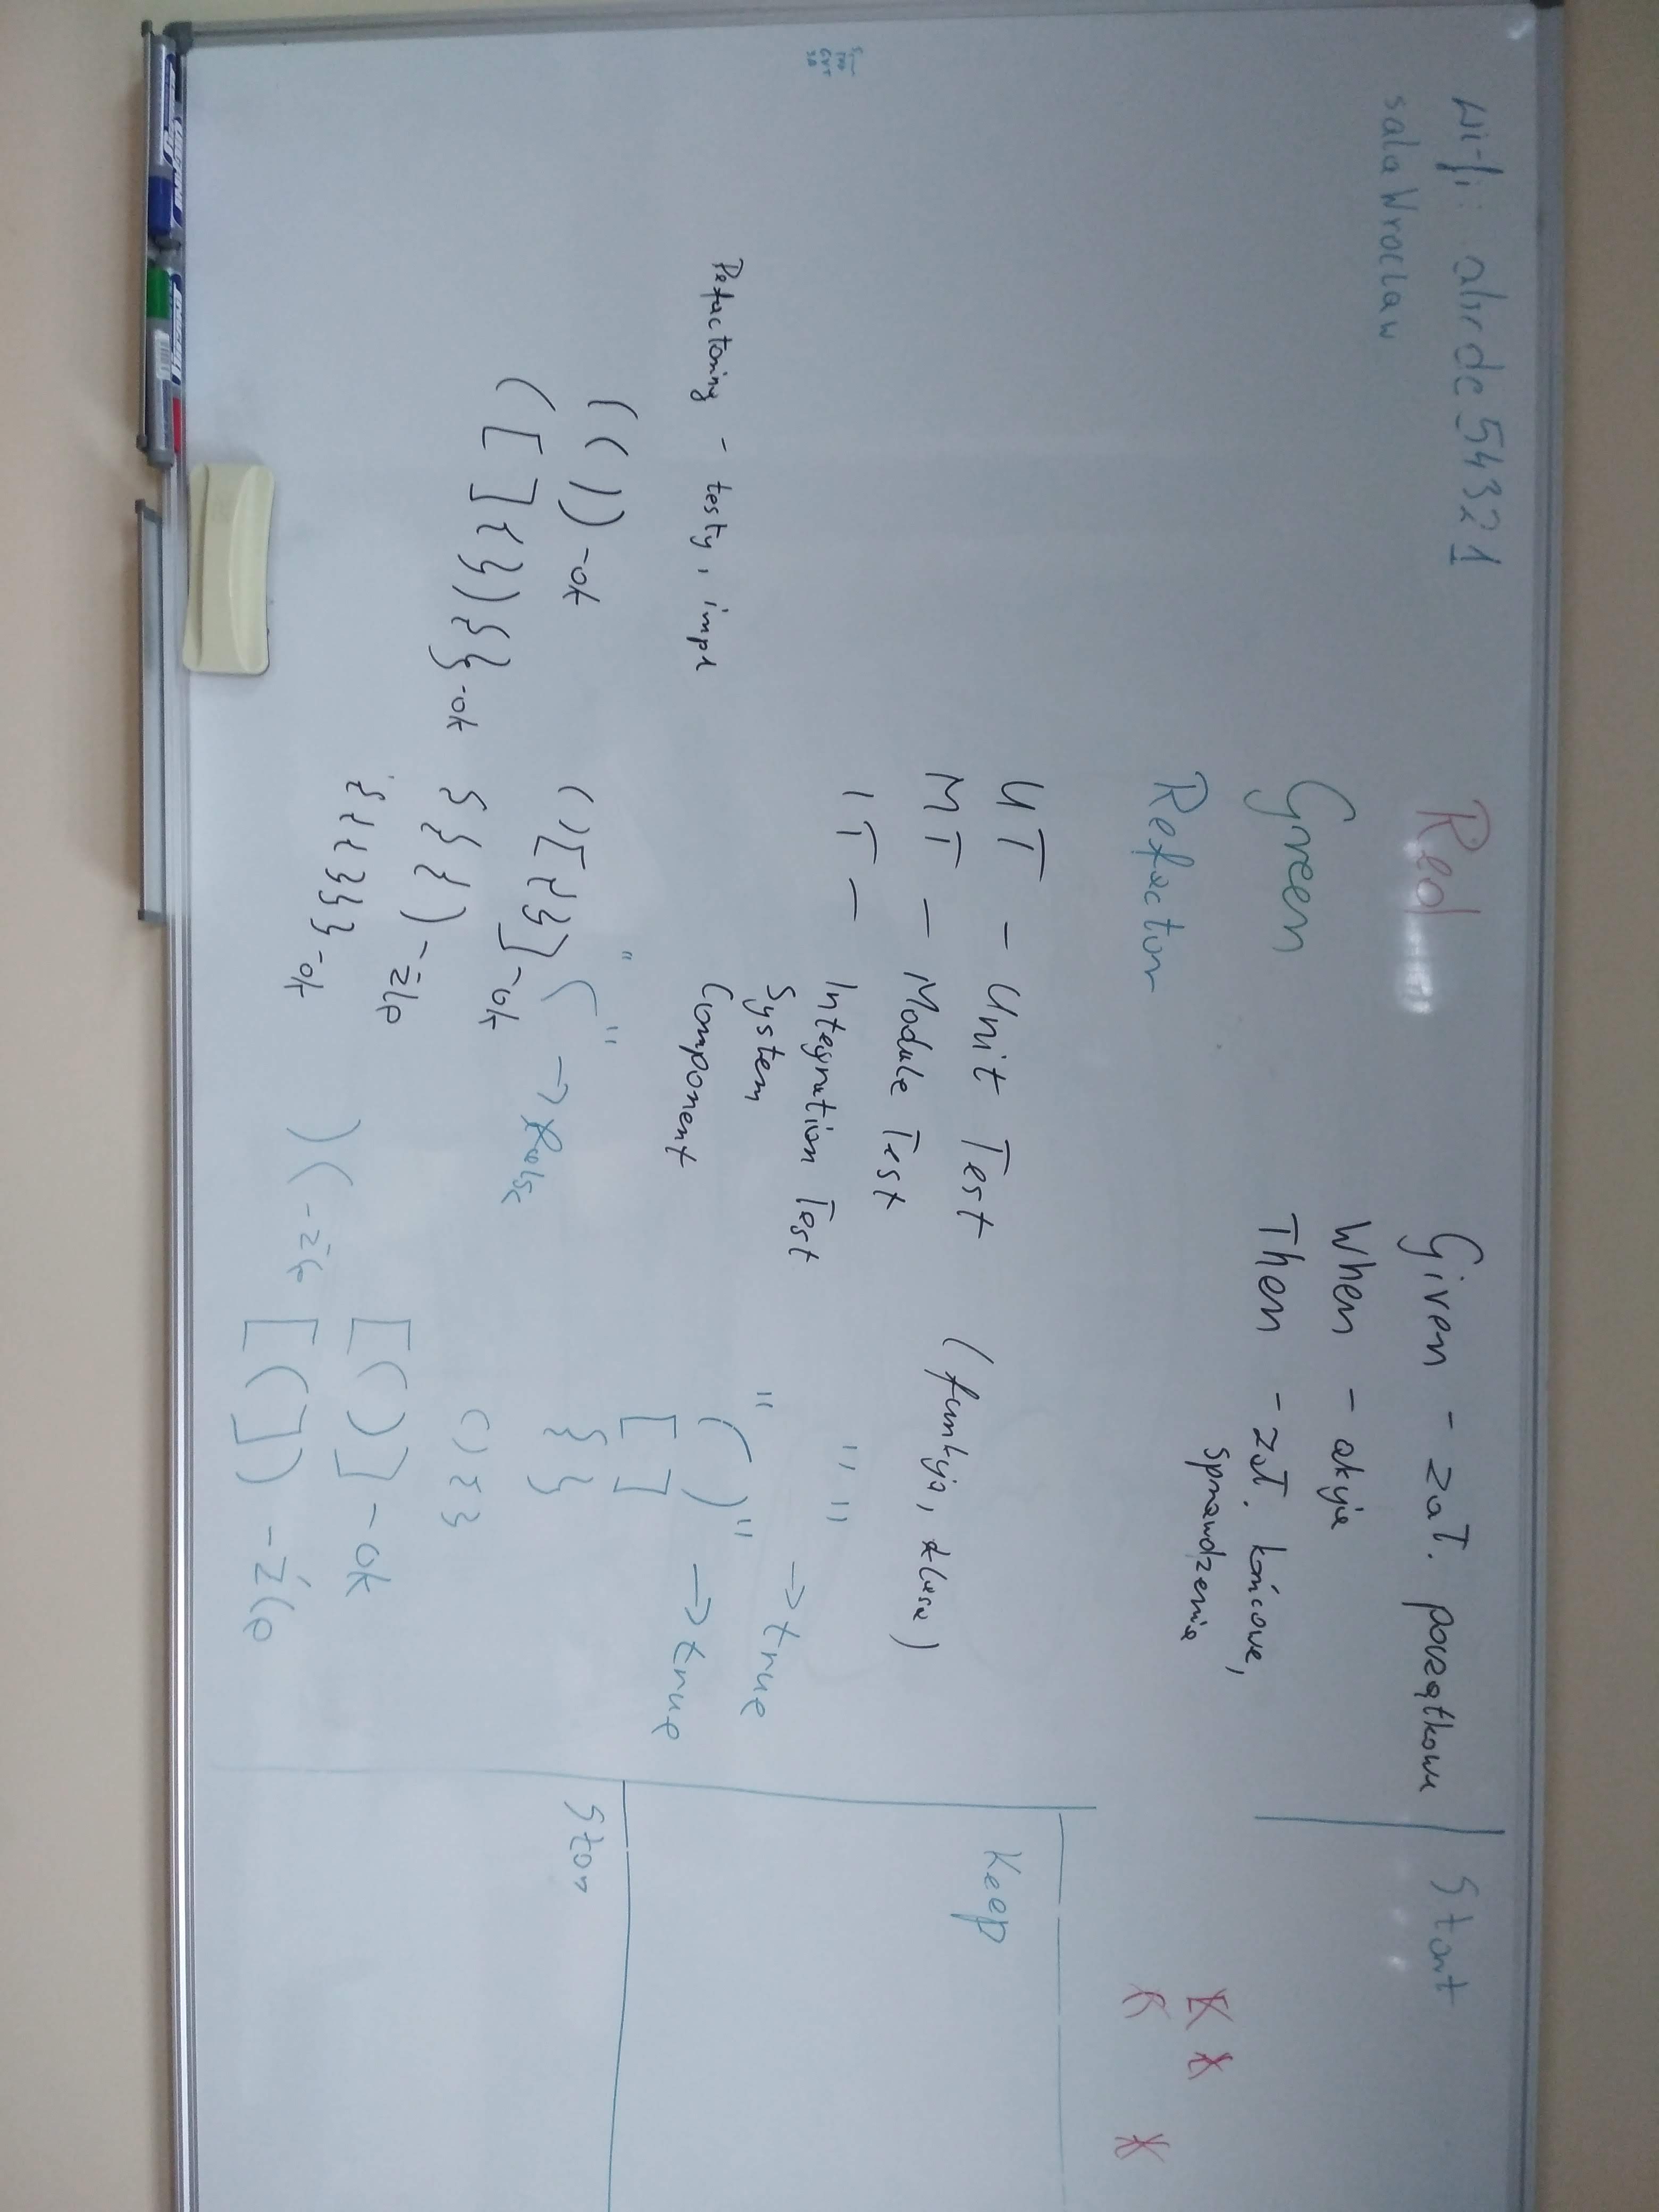 wi-fi: abcde54321
sala Wroclaw
Red
Green
Refactor
Given - zał. początkowe
When - akcja
Then - zał. końcowe,
sprawdzenia
Start
Keep
Stop
UT - Unit Test (funkcja, klasa)
MT - Module Test
IT - Integration Test
System
Component
Refactoring - testy, impl
" " → true
"( )" → true
[ ]
{ }
(){}
[()] - ok
[(]) - źle
)( - źle
"(" → false
(()) - ok
([]{}){} - ok
()[{}] - ok
{}{) - źle
{{{}}} - ok